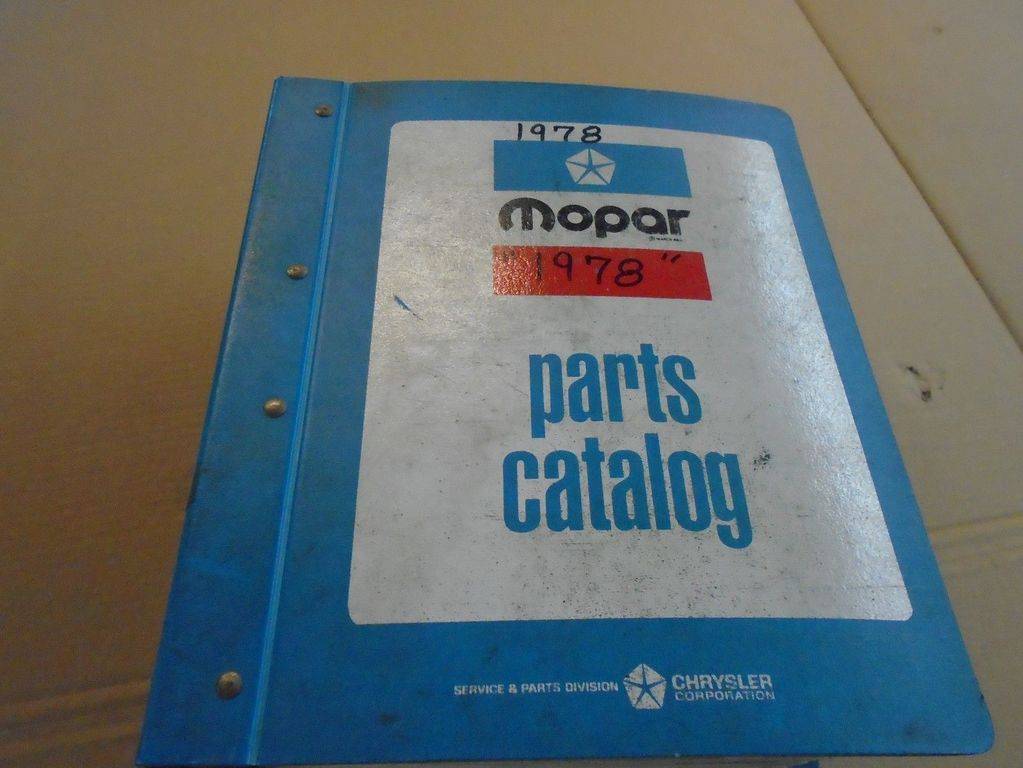 1978
mopar
"1978"
parts
catalog
SERVICE & PARTS DIVISION CHRYSLER
CORPORATION